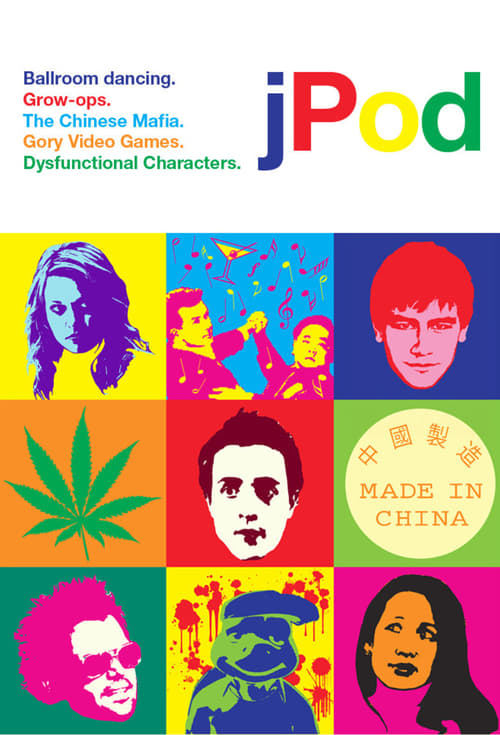 Ballroom dancing.
Grow-ops.
The Chinese Mafia.
Gory Video Games.
Dysfunctional Characters.
jPod
中國製造
MADE IN
CHINA